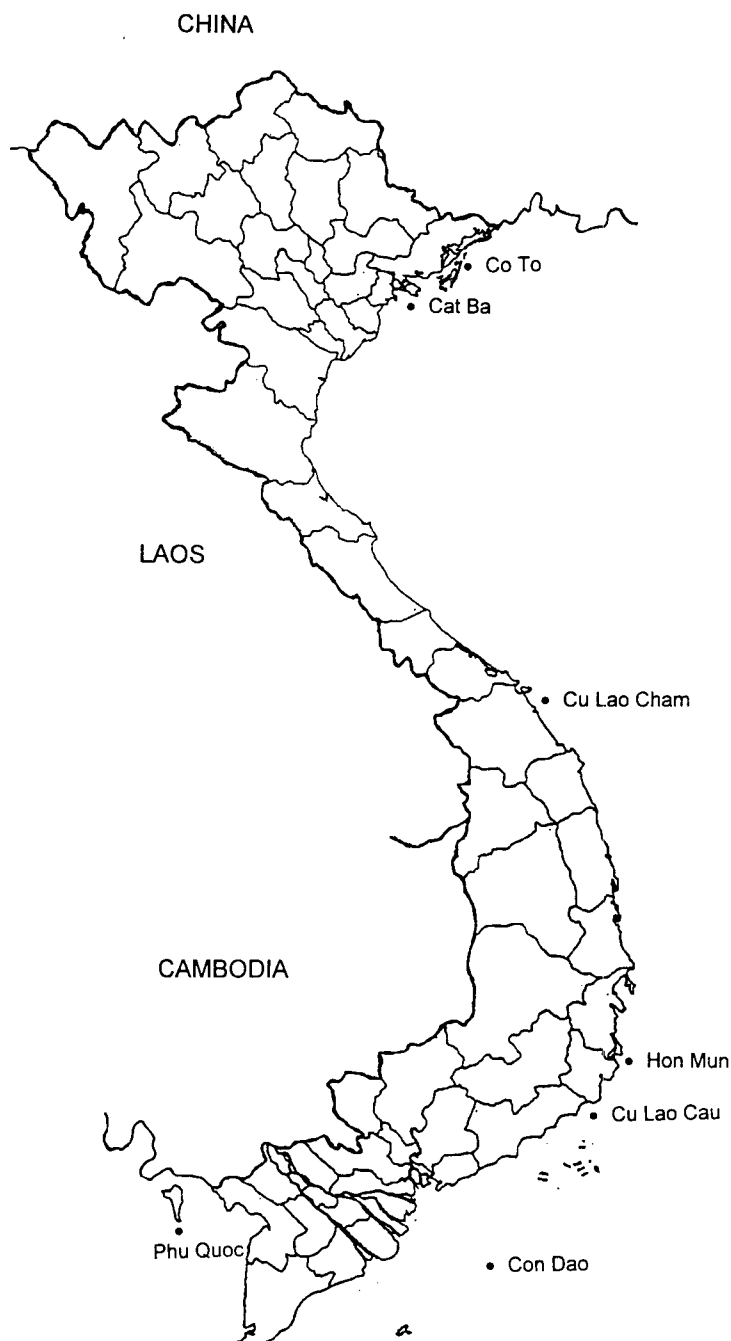 CHINA
Co To
Cat Ba
LAOS
Cu Lao Cham
CAMBODIA
Hon Mun
Cu Lao Cau
Phu Quoc
Con Dao